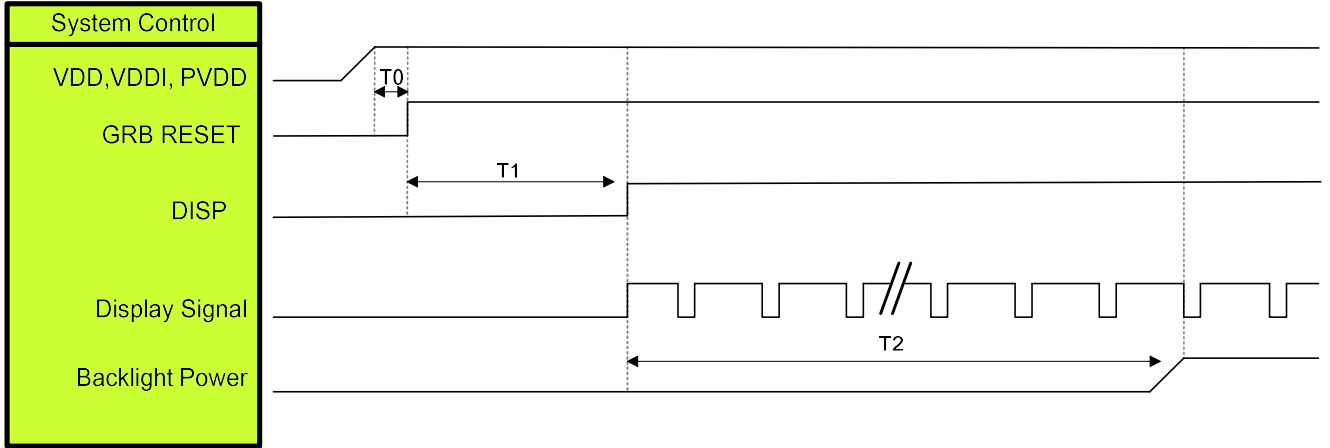 System Control
VDD,VDDI, PVDD
T0
GRB RESET
T1
DISP
Display Signal
T2
Backlight Power